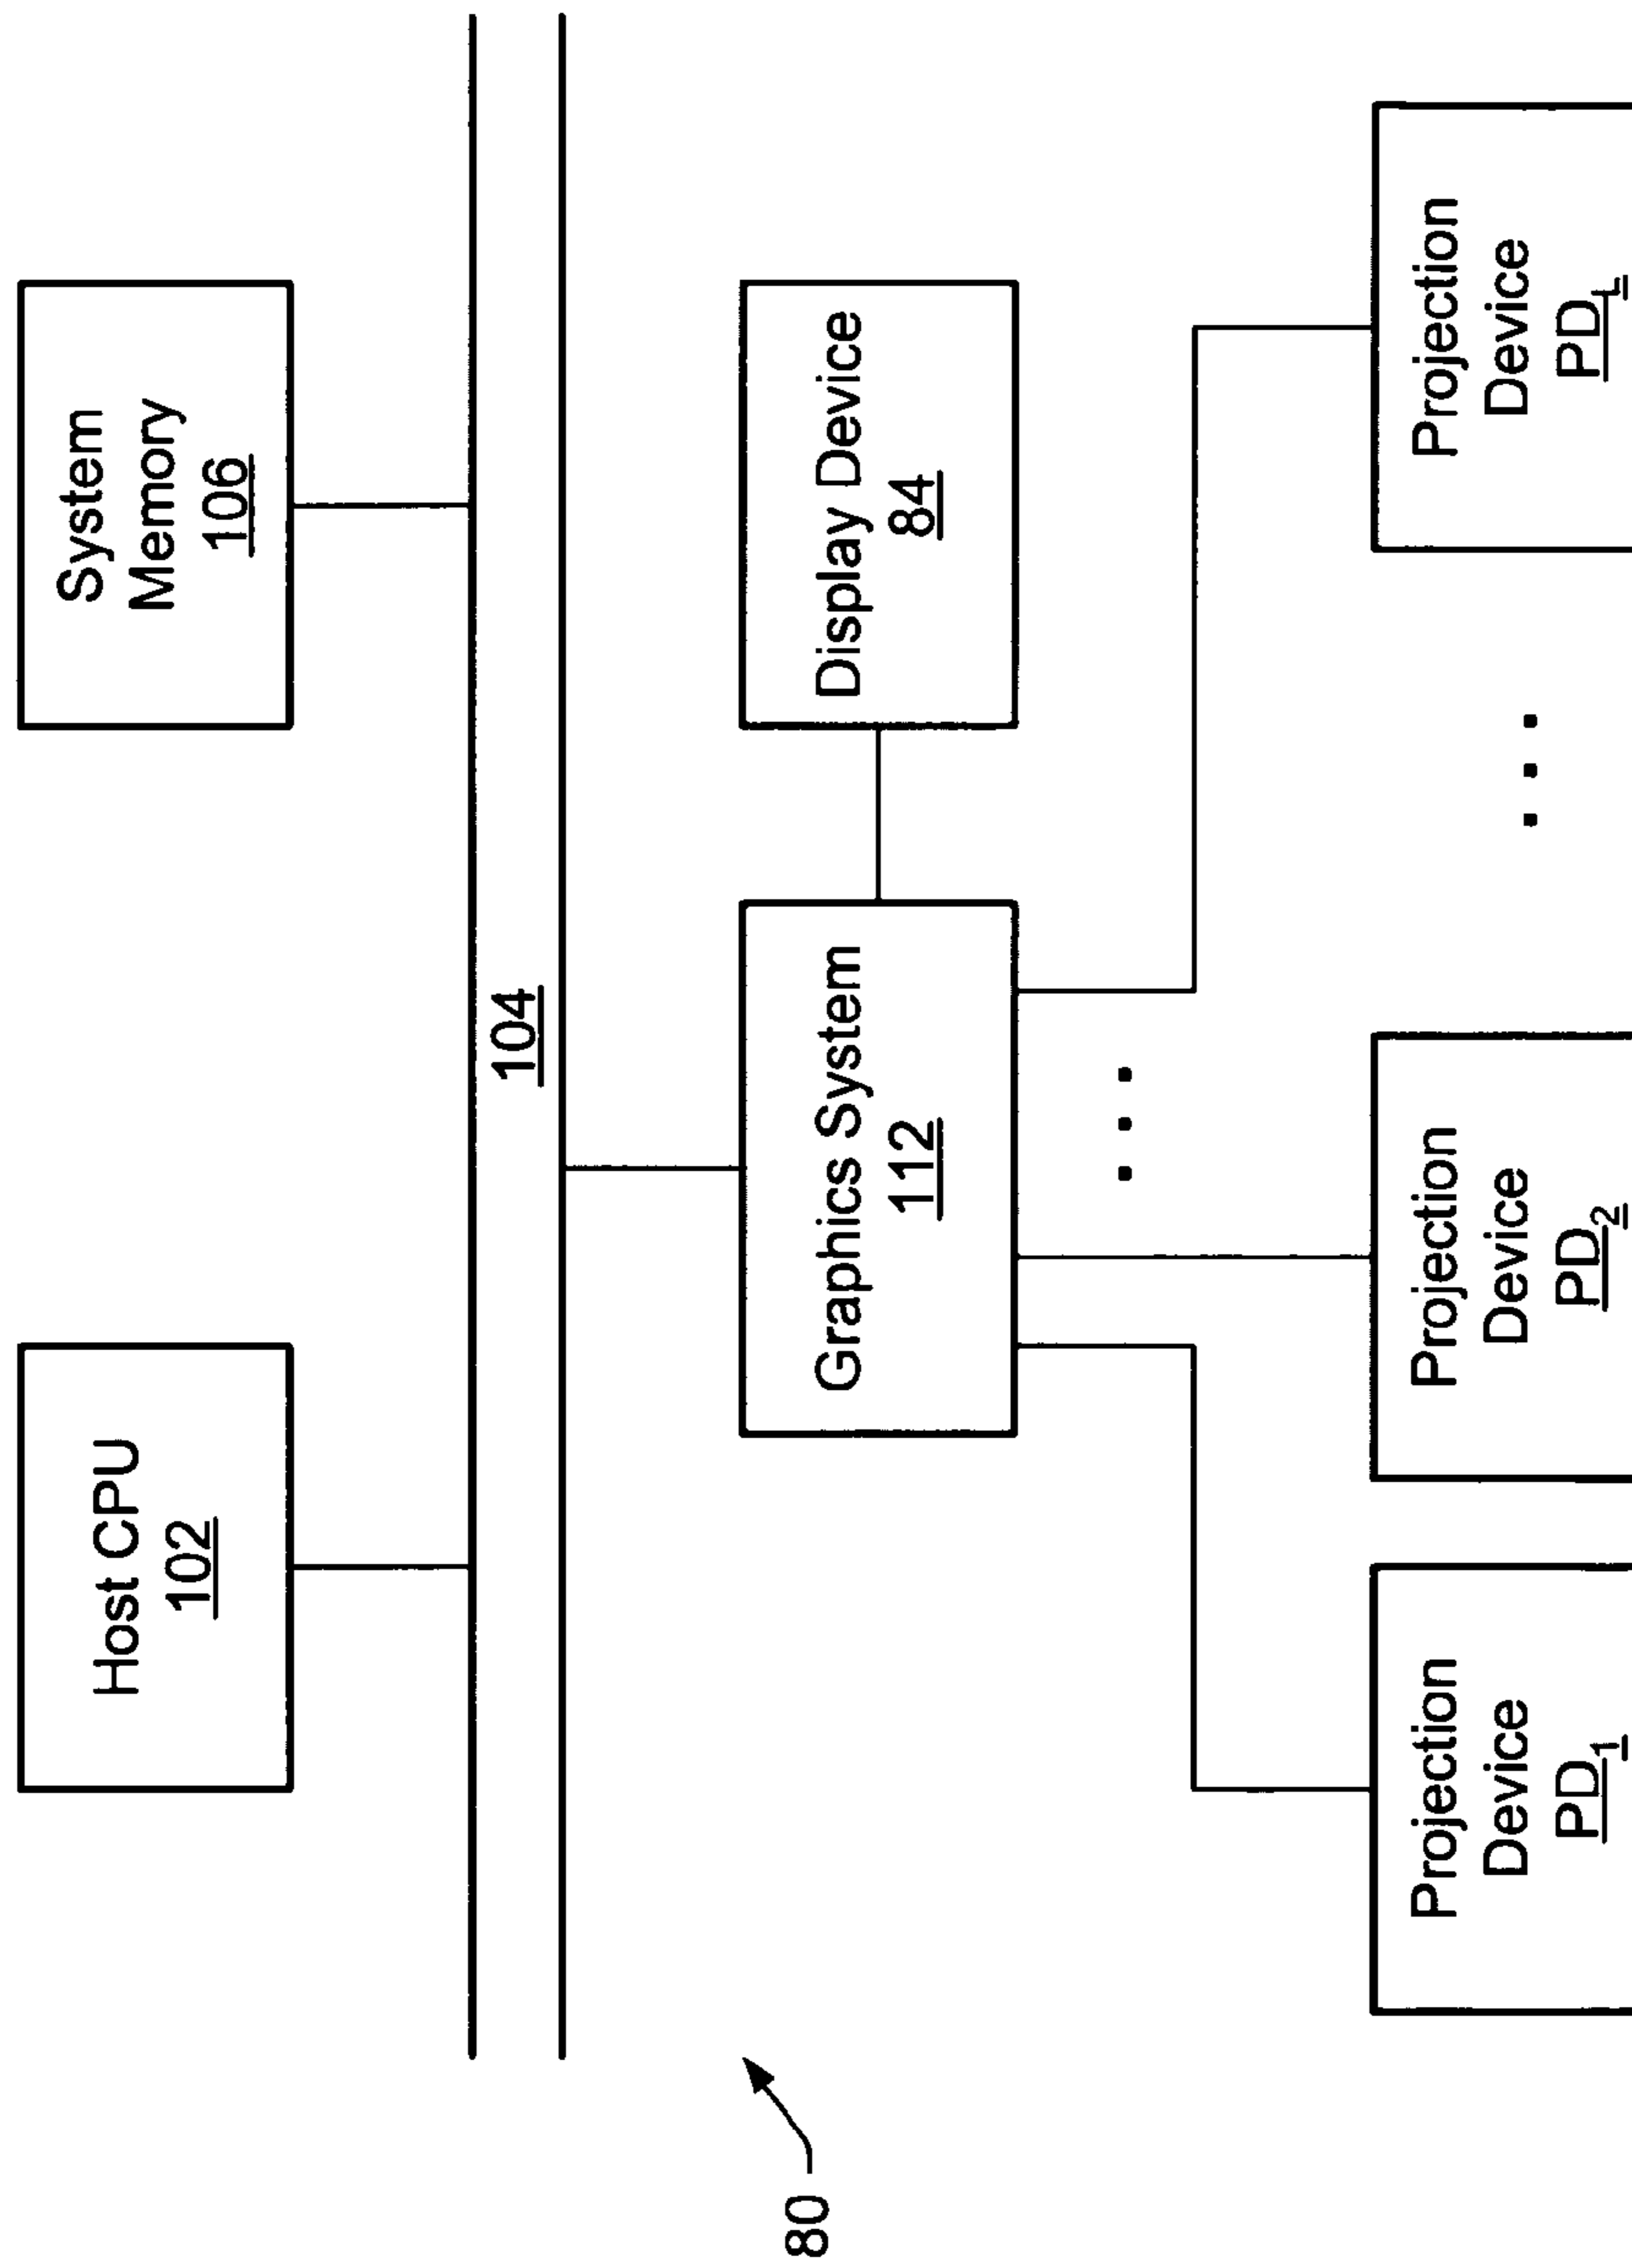 Host CPU
102
System
Memory
106
104
80
Graphics System
112
Display Device
84
Projection
Device
PD1
Projection
Device
PD2
Projection
Device
PDL